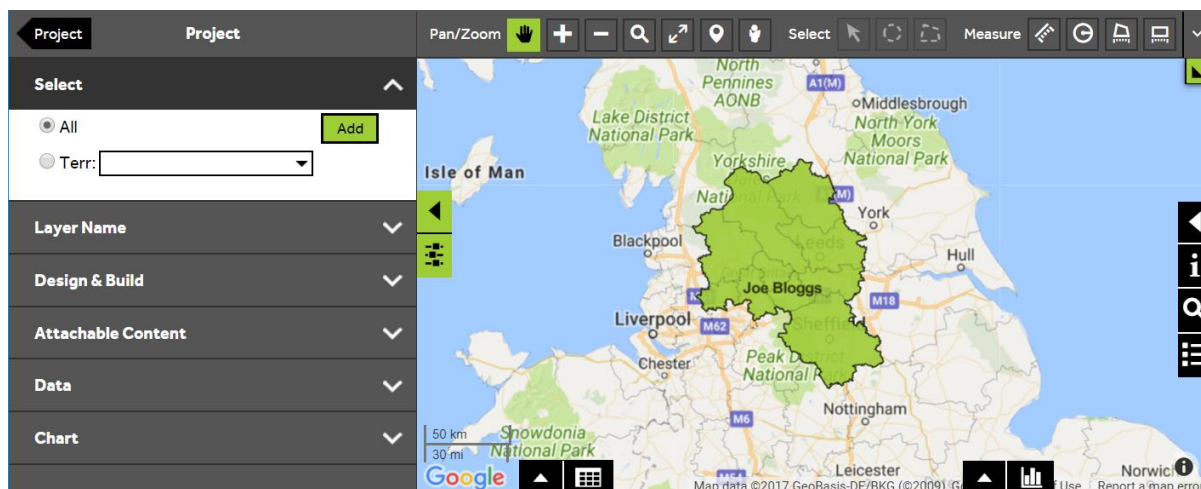 Project
Project
Select
All
Add
Terr:
Layer Name
Design & Build
Attachable Content
Data
Chart
Pan/Zoom
Select
Measure
North
Pennines
AONB
A1(M)
Middlesbrough
Lake District
National Park
North York
Moors
National Park
Yorkshire
Isle of Man
York
Blackpool
Leeds
Hull
Joe Bloggs
M18
Liverpool
M62
Sheffield
Chester
Peak District
National Park
Nottingham
M6
50 km
30 mi
Snowdonia
National Park
Leicester
Google
M54
Map data ©2017 GeoBasis-DE/BKG (©2009),
Use
Report a map error